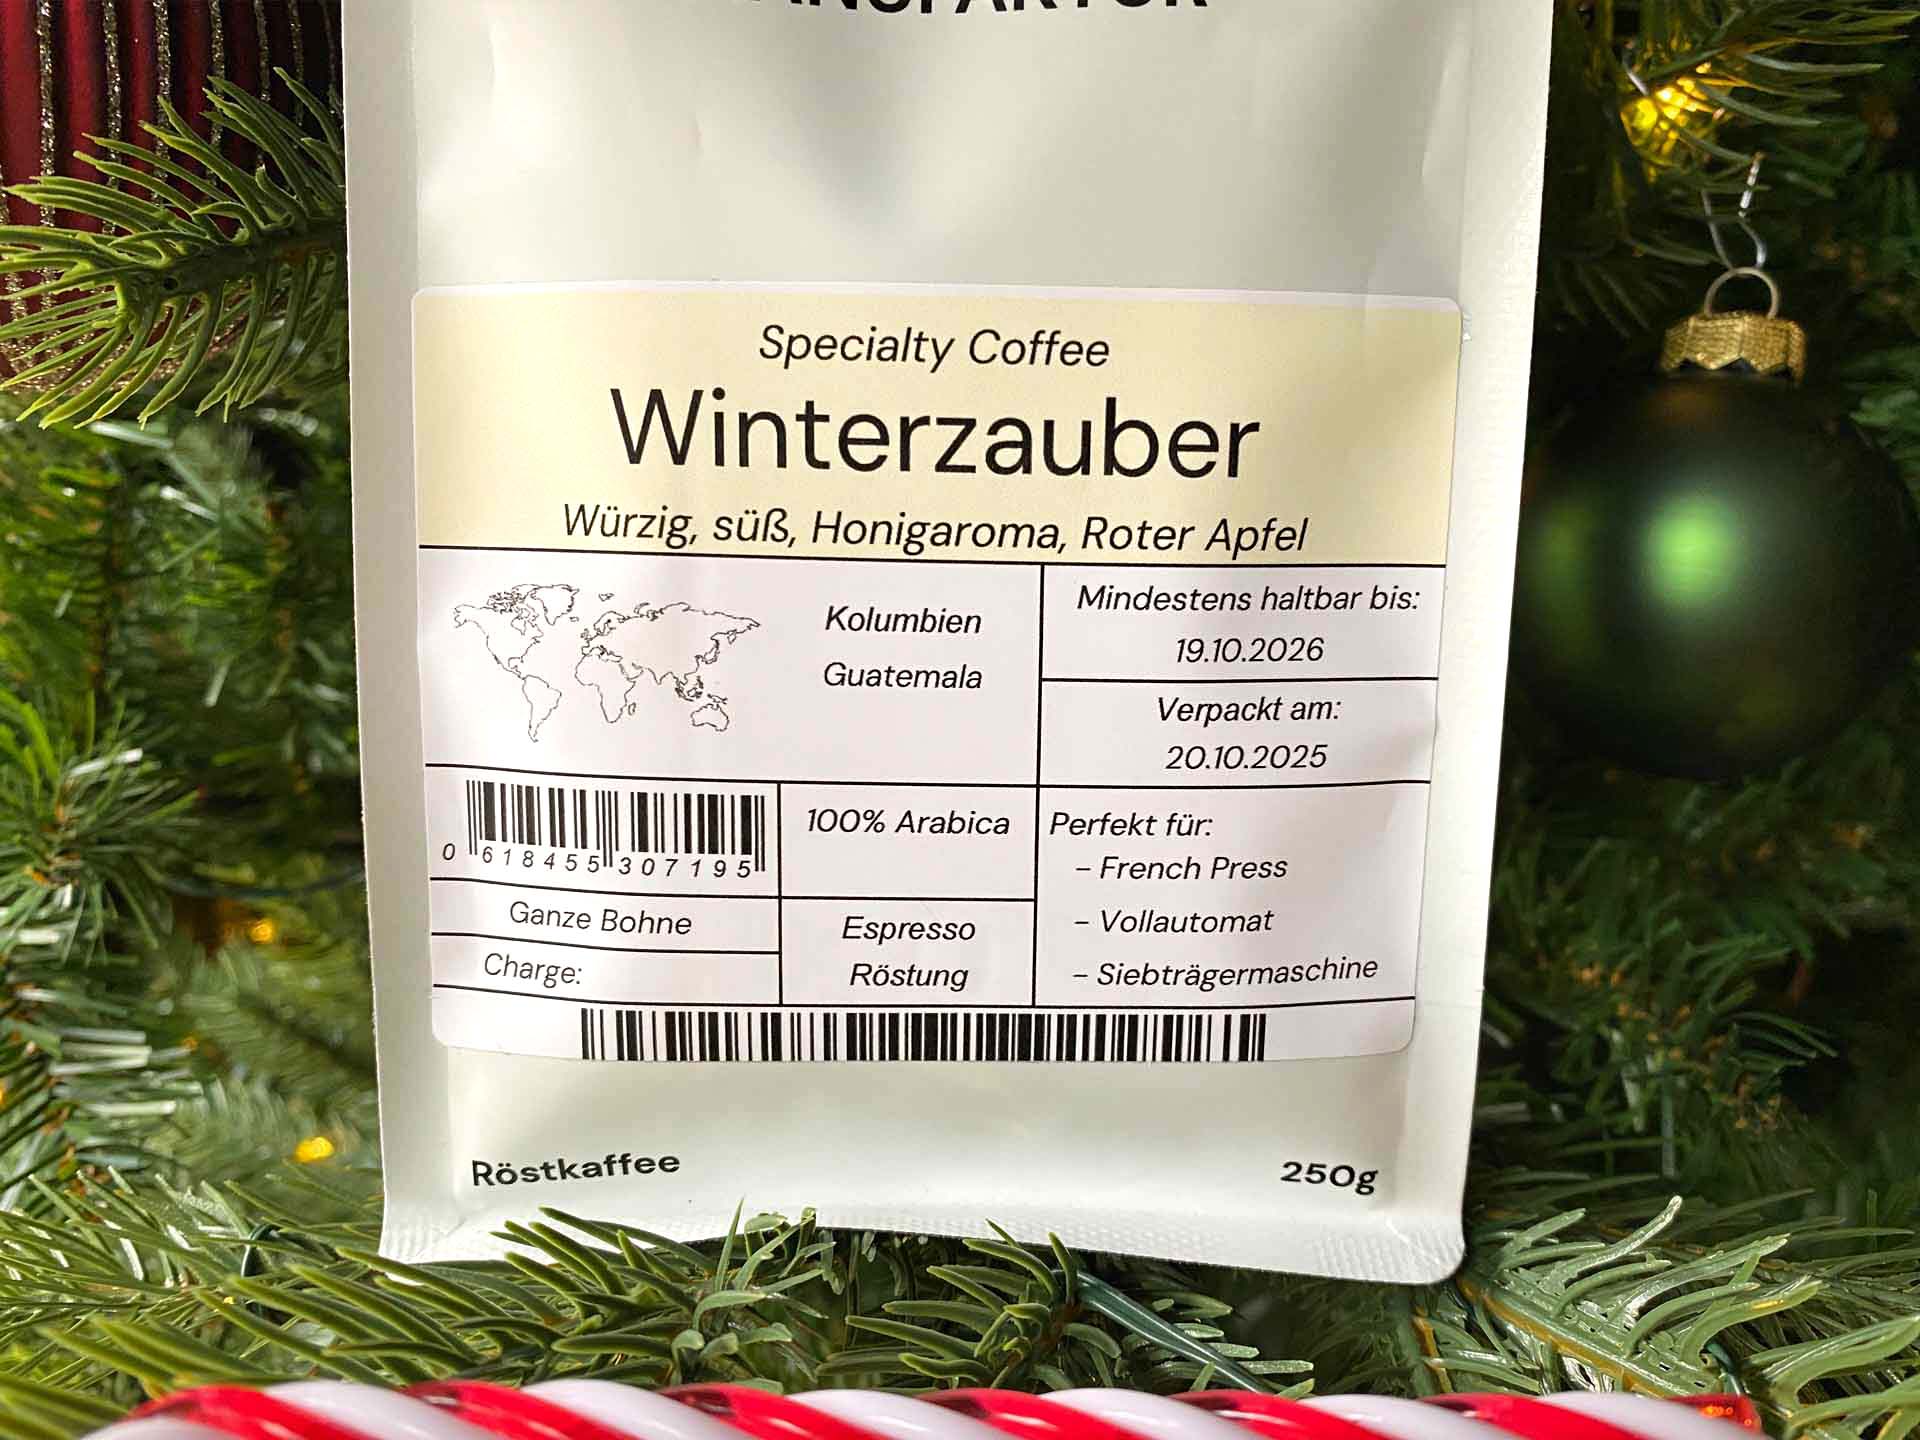 Specialty Coffee
Winterzauber
Würzig, süß, Honigaroma, Roter Apfel
Kolumbien
Guatemala
Mindestens haltbar bis:
19.10.2026
Verpackt am:
20.10.2025
0 618455 307195
100% Arabica
Perfekt für:
– French Press
– Vollautomat
– Siebträgermaschine
Ganze Bohne
Charge:
Espresso
Röstung
Röstkaffee
250g